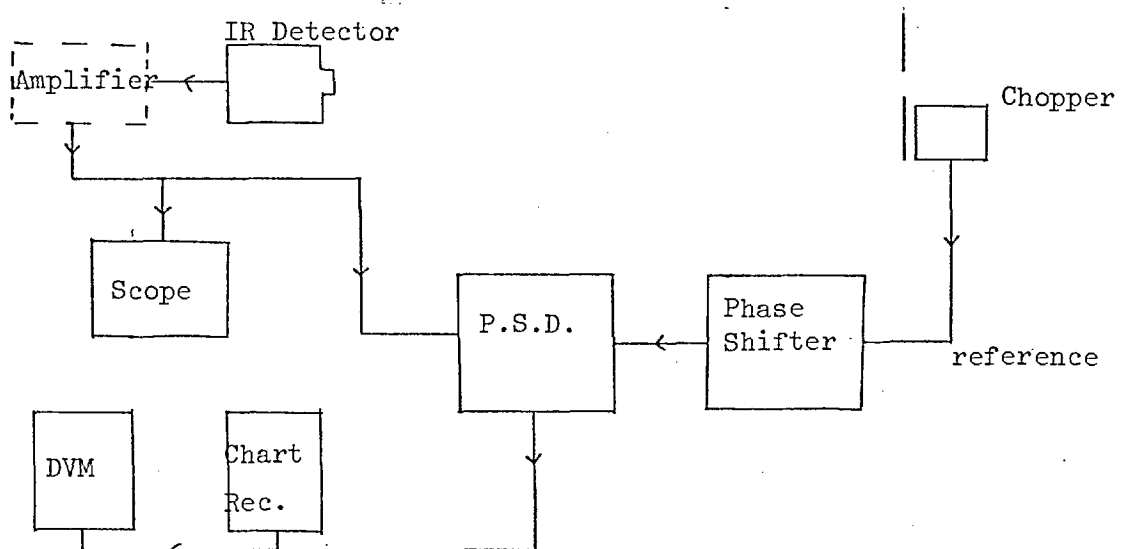 IR Detector
Amplifier
Chopper
Scope
P.S.D.
Phase
Shifter
reference
DVM
Chart
Rec.